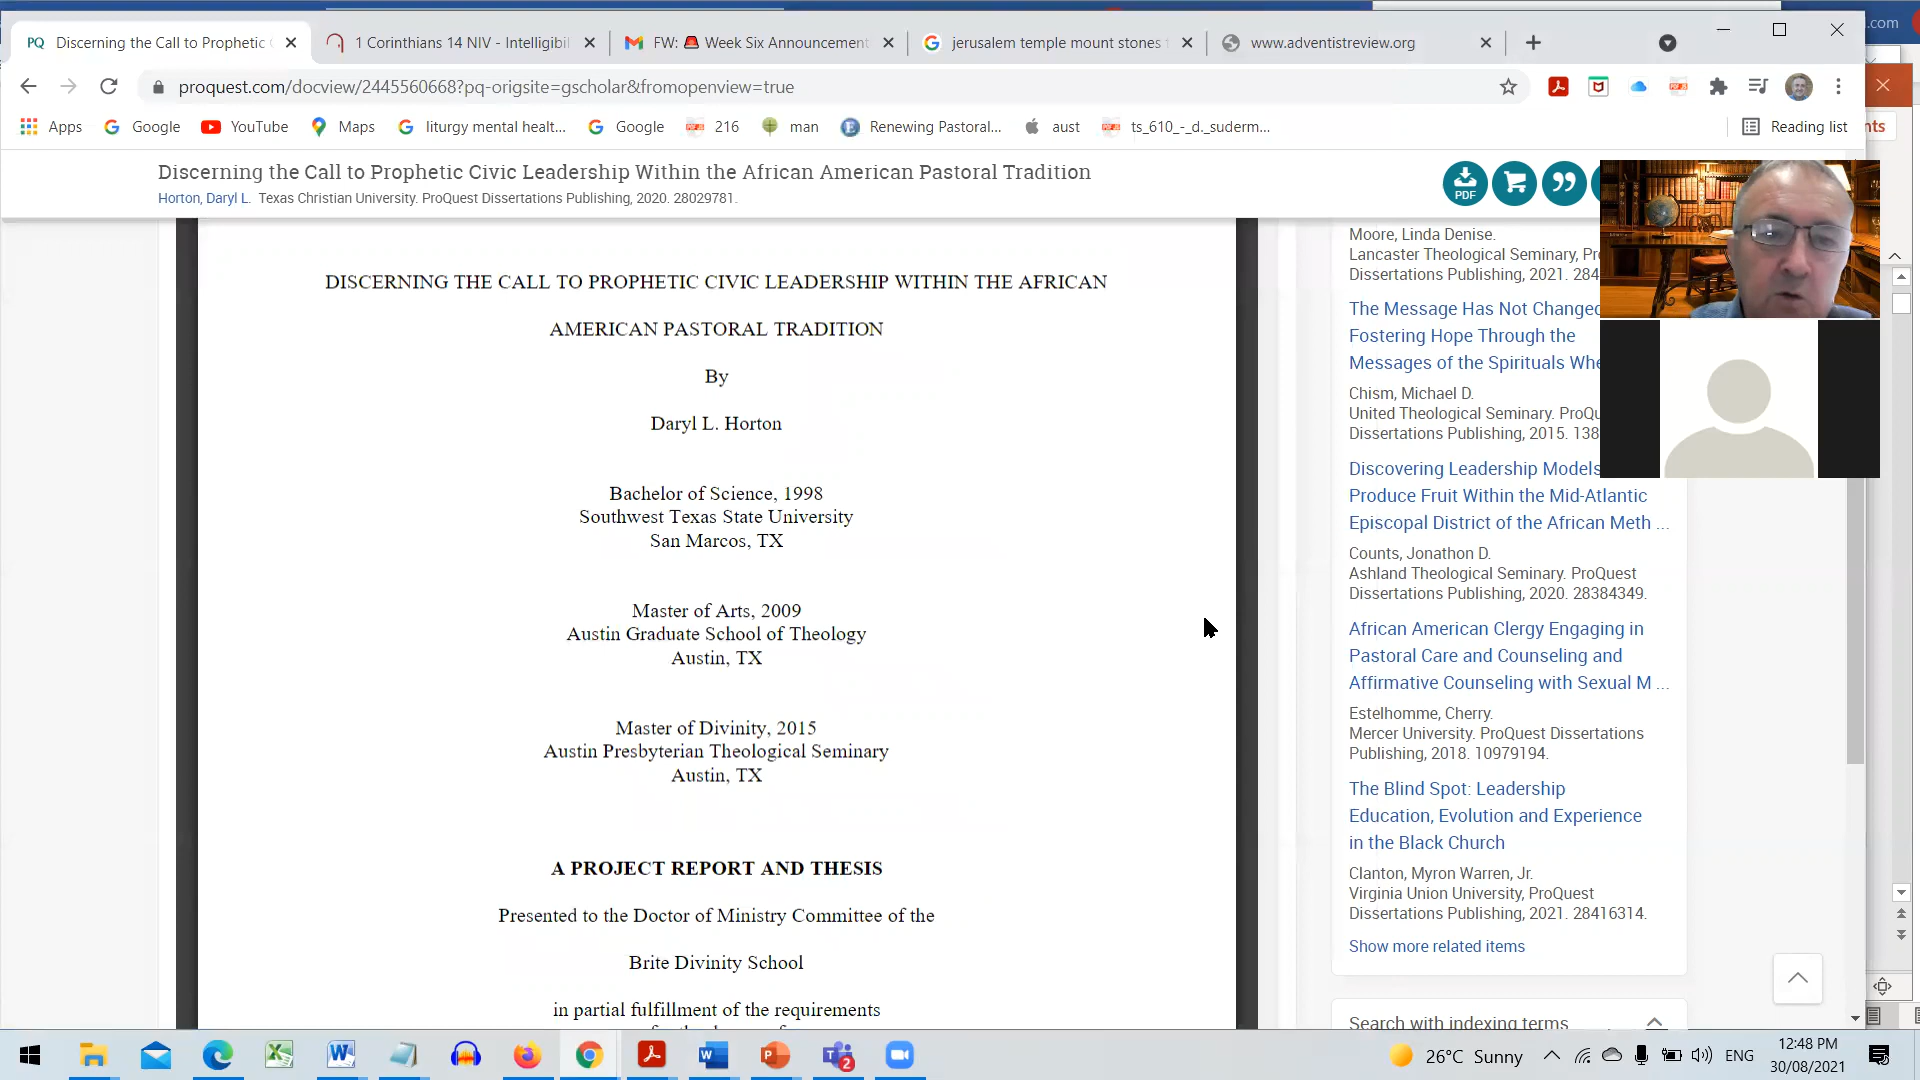 .com
PQ Discerning the Call to Prophetic
1 Corinthians 14 NIV - Intelligibil
FW: 🚨 Week Six Announcement
jerusalem temple mount stones
www.adventistreview.org
proquest.com/docview/2445560668?pq-origsite=gscholar&fromopenview=true
Apps
Google
YouTube
Maps
liturgy mental healt...
Google
216
man
Renewing Pastoral...
aust
ts_610_-_d._suderm...
Reading list
nts
Discerning the Call to Prophetic Civic Leadership Within the African American Pastoral Tradition
Horton, Daryl L. Texas Christian University. ProQuest Dissertations Publishing, 2020. 28029781.
PDF
DISCERNING THE CALL TO PROPHETIC CIVIC LEADERSHIP WITHIN THE AFRICAN
AMERICAN PASTORAL TRADITION
By
Daryl L. Horton
Bachelor of Science, 1998
Southwest Texas State University
San Marcos, TX
Master of Arts, 2009
Austin Graduate School of Theology
Austin, TX
Master of Divinity, 2015
Austin Presbyterian Theological Seminary
Austin, TX
A PROJECT REPORT AND THESIS
Presented to the Doctor of Ministry Committee of the
Brite Divinity School
in partial fulfillment of the requirements
Moore, Linda Denise.
Lancaster Theological Seminary, Pr
Dissertations Publishing, 2021. 284
The Message Has Not Changed
Fostering Hope Through the
Messages of the Spirituals Whe
Chism, Michael D.
United Theological Seminary. ProQu
Dissertations Publishing, 2015. 138
Discovering Leadership Models
Produce Fruit Within the Mid-Atlantic
Episcopal District of the African Meth ...
Counts, Jonathon D.
Ashland Theological Seminary. ProQuest
Dissertations Publishing, 2020. 28384349.
African American Clergy Engaging in
Pastoral Care and Counseling and
Affirmative Counseling with Sexual M ...
Estelhomme, Cherry.
Mercer University. ProQuest Dissertations
Publishing, 2018. 10979194.
The Blind Spot: Leadership
Education, Evolution and Experience
in the Black Church
Clanton, Myron Warren, Jr.
Virginia Union University, ProQuest
Dissertations Publishing, 2021. 28416314.
Show more related items
Search with indexing terms
2
26°C Sunny
ENG
12:48 PM
30/08/2021